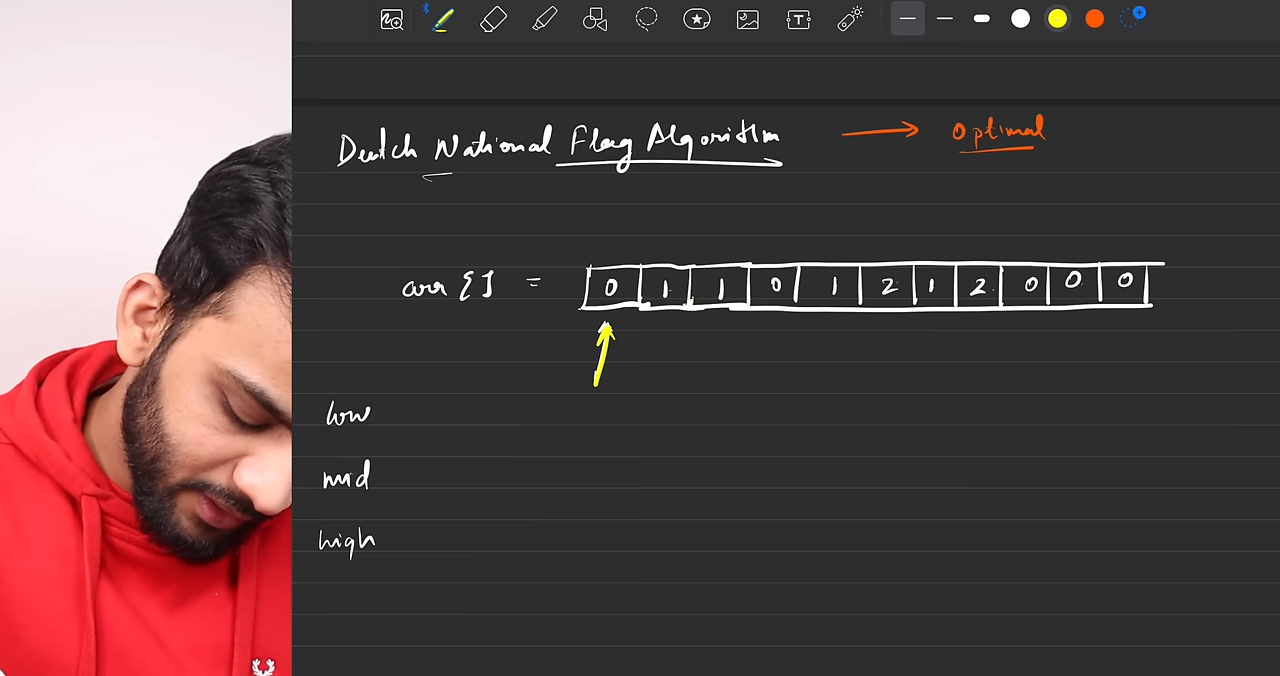 Dutch National Flag Algorithm → Optimal
arr [] = 0 1 1 0 1 2 1 2 0 0 0
low
mid
high